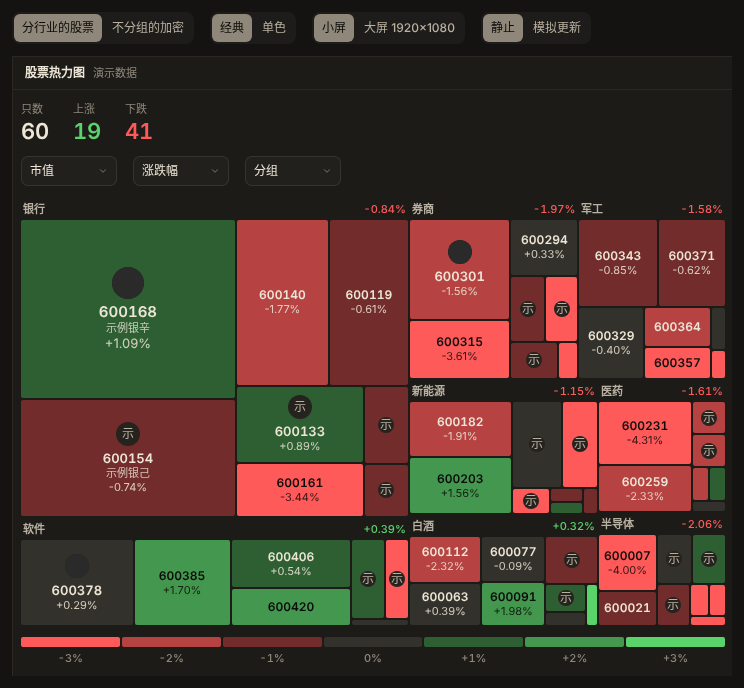 分行业的股票 不分组的加密 经典 单色 小屏 大屏 1920×1080 静止 模拟更新
股票热力图 演示数据
只数 上涨 下跌
60 19 41
市值 涨跌幅 分组
银行 -0.84%
600168
示例银辛
+1.09%
600140
-1.77%
600119
-0.61%
示
600154
示例银己
-0.74%
示
600133
+0.89%
示
600161
-3.44%
示
券商 -1.97%
600301
-1.56%
600294
+0.33%
示 示
600315
-3.61%
示
军工 -1.58%
600343
-0.85%
600371
-0.62%
600329
-0.40%
600364
600357
新能源 -1.15%
600182
-1.91%
示 示
600203
+1.56%
示
医药 -1.61%
600231
-4.31%
示
示
600259
-2.33%
软件 +0.39%
600378
+0.29%
600385
+1.70%
600406
+0.54%
600420
示 示
白酒 +0.32%
600112
-2.32%
600077
-0.09%
示
600063
+0.39%
600091
+1.98%
示
半导体 -2.06%
600007
-4.00%
示 示
600021
示
-3% -2% -1% 0% +1% +2% +3%